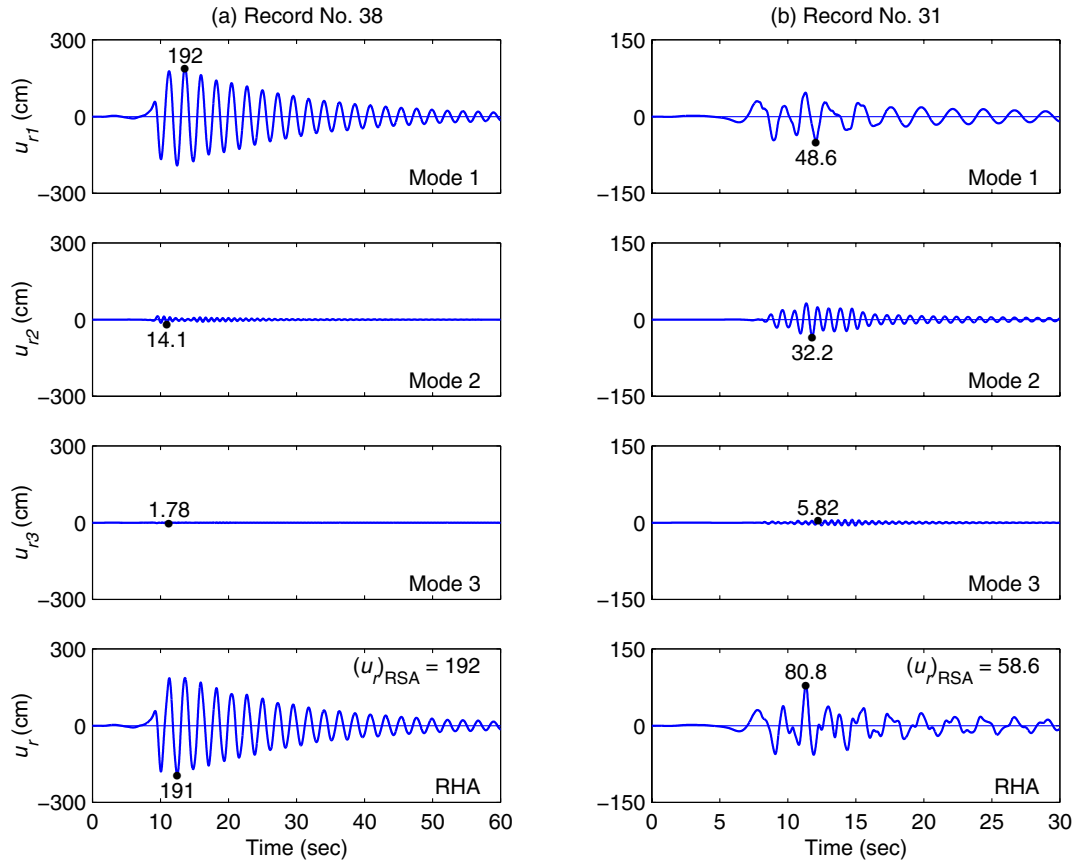 (a) Record No. 38
300
192
0
u_r1 (cm)
Mode 1
−300
300
0
u_r2 (cm)
14.1
Mode 2
−300
300
1.78
0
u_r3 (cm)
Mode 3
−300
300
(u_r)_RSA = 192
0
u_r (cm)
191
RHA
−300
0 10 20 30 40 50 60
Time (sec)
(b) Record No. 31
150
0
48.6
Mode 1
−150
150
0
32.2
Mode 2
−150
150
5.82
0
Mode 3
−150
150
80.8
(u_r)_RSA = 58.6
0
RHA
−150
0 5 10 15 20 25 30
Time (sec)